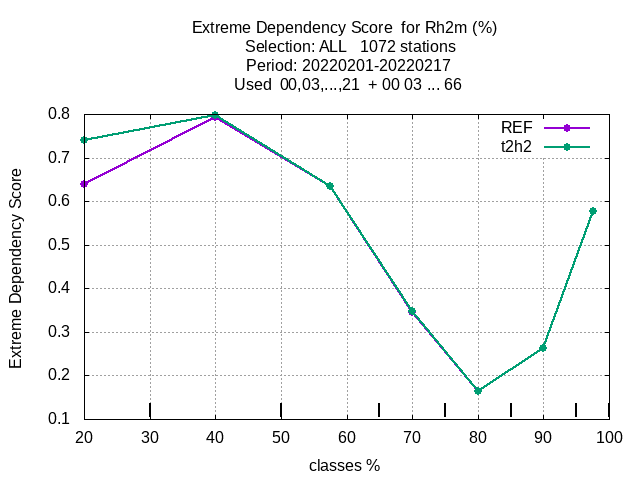 Extreme Dependency Score  for Rh2m (%)
Selection: ALL   1072 stations
Period: 20220201-20220217
Used  00,03,...,21  + 00 03 ... 66
REF
t2h2
Extreme Dependency Score
0.8
0.7
0.6
0.5
0.4
0.3
0.2
0.1
20 30 40 50 60 70 80 90 100
classes %